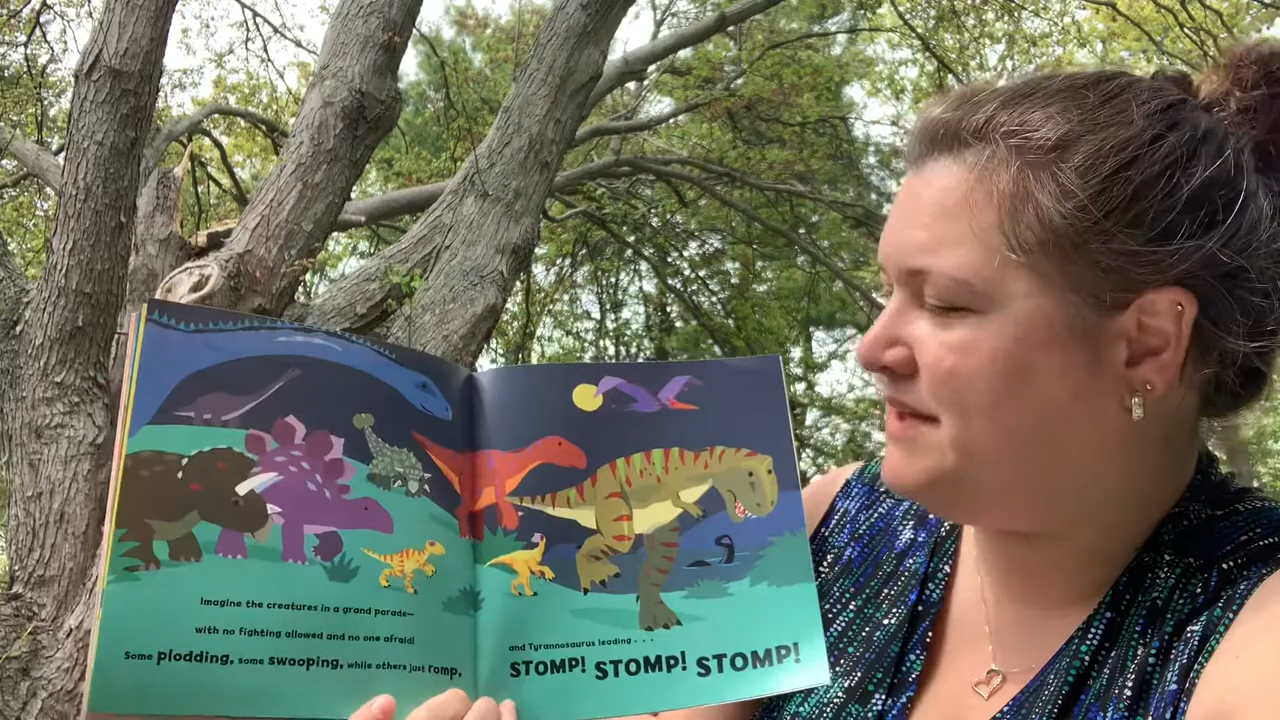 Imagine the creatures in a grand parade—
with no fighting allowed and no one afraid!
Some plodding, some swooping, while others just romp,
and Tyrannosaurus leading . . .
STOMP! STOMP! STOMP!